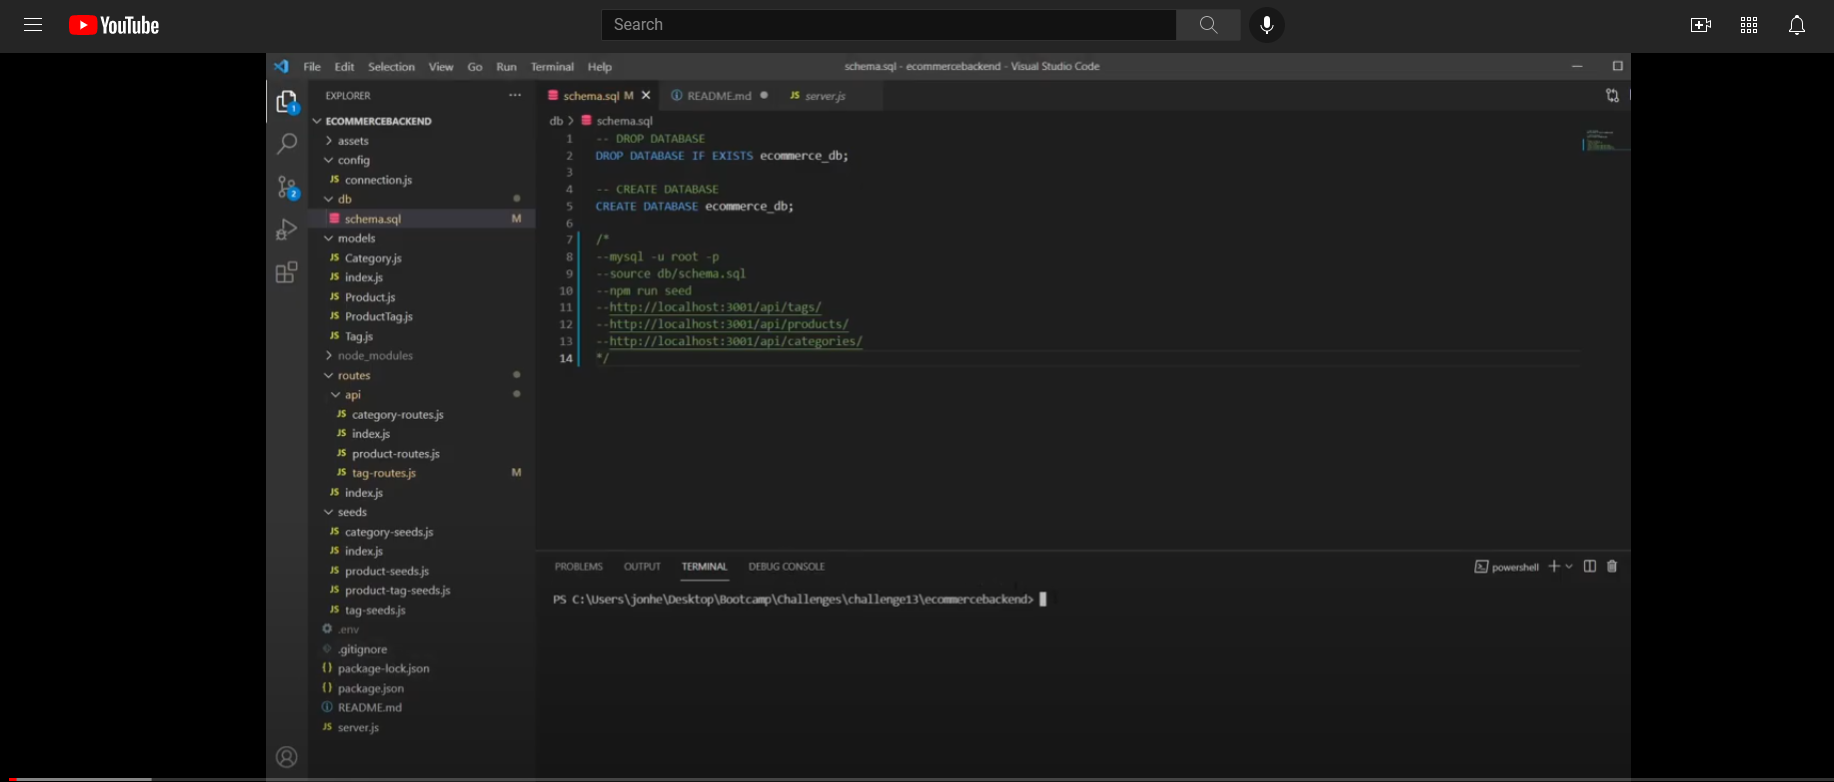 YouTube
Search
File Edit Selection View Go Run Terminal Help
schema.sql - ecommercebackend - Visual Studio Code
EXPLORER ...
schema.sql M
README.md
JS server.js
1
ECOMMERCEBACKEND
assets
config
JS connection.js
db
schema.sql M
models
JS Category.js
JS index.js
JS Product.js
JS ProductTag.js
JS Tag.js
node_modules
routes
api
JS category-routes.js
JS index.js
JS product-routes.js
JS tag-routes.js M
JS index.js
seeds
JS category-seeds.js
JS index.js
JS product-seeds.js
JS product-tag-seeds.js
JS tag-seeds.js
.env
.gitignore
{} package-lock.json
{} package.json
README.md
JS server.js
2
db > schema.sql
1 -- DROP DATABASE
2 DROP DATABASE IF EXISTS ecommerce_db;
3
4 -- CREATE DATABASE
5 CREATE DATABASE ecommerce_db;
6
7 /*
8 --mysql -u root -p
9 --source db/schema.sql
10 --npm run seed
11 --http://localhost:3001/api/tags/
12 --http://localhost:3001/api/products/
13 --http://localhost:3001/api/categories/
14 */
PROBLEMS OUTPUT TERMINAL DEBUG CONSOLE
powershell
PS C:\Users\jonhe\Desktop\Bootcamp\Challenges\challenge13\ecommercebackend>